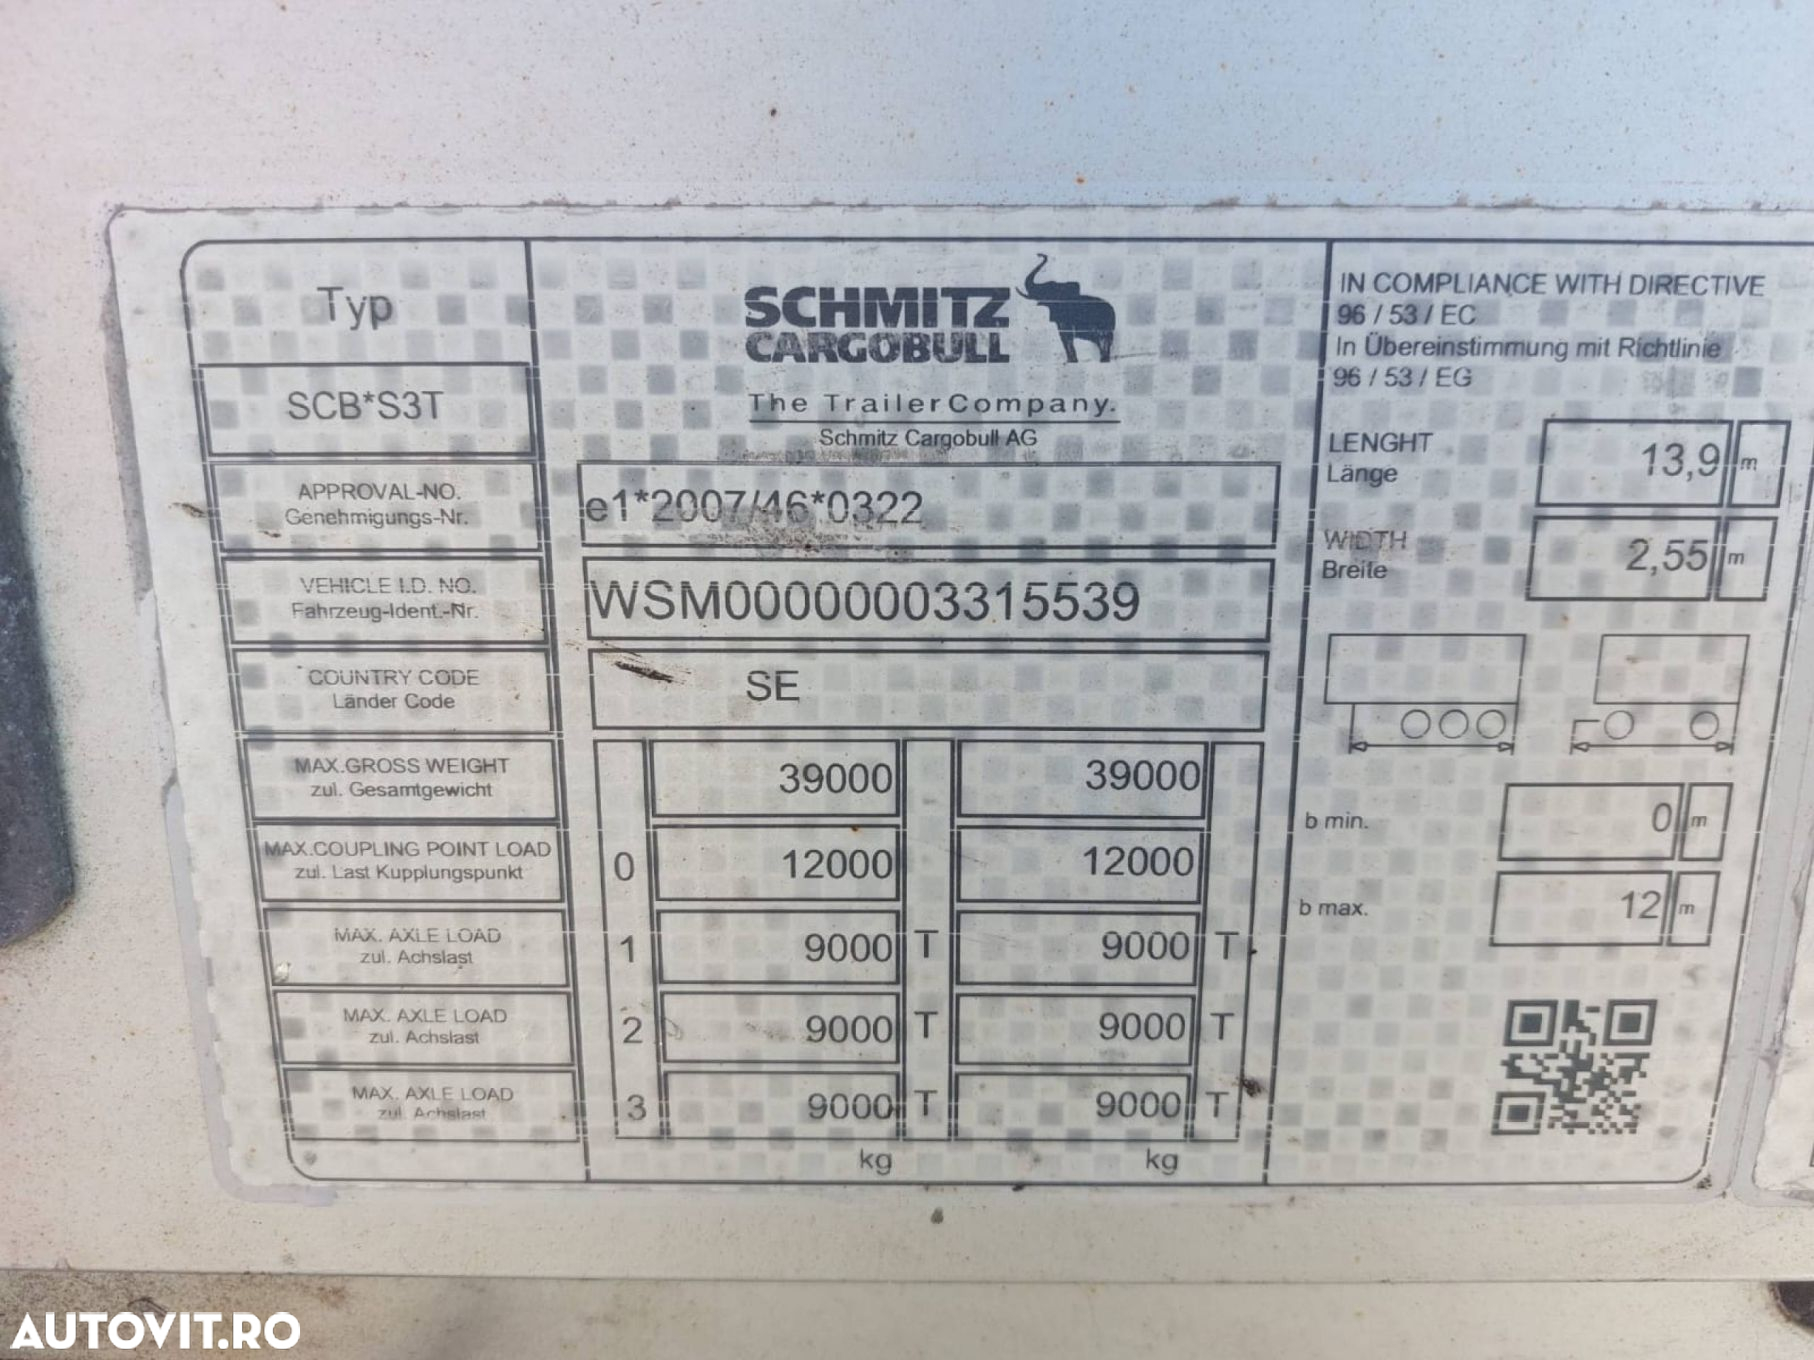 Typ
SCB*S3T
SCHMITZ
CARGOBULL
The TrailerCompany.
Schmitz Cargobull AG
APPROVAL-NO.
Genehmigungs-Nr.
e1*2007/46*0322
VEHICLE I.D. NO.
Fahrzeug-Ident.-Nr.
WSM00000003315539
COUNTRY CODE
Länder Code
SE
MAX.GROSS WEIGHT
zul. Gesamtgewicht
39000 39000
MAX.COUPLING POINT LOAD
zul. Last Kupplungspunkt
0 12000 12000
MAX. AXLE LOAD
zul. Achslast
1 9000 T 9000 T
MAX. AXLE LOAD
zul. Achslast
2 9000 T 9000 T
MAX. AXLE LOAD
zul. Achslast
3 9000 T 9000 T
kg kg
IN COMPLIANCE WITH DIRECTIVE
96 / 53 / EC
In Übereinstimmung mit Richtlinie
96 / 53 / EG
LENGHT
Länge
13,9 m
WIDTH
Breite
2,55 m
b min. 0 m
b max. 12 m
AUTOVIT.RO